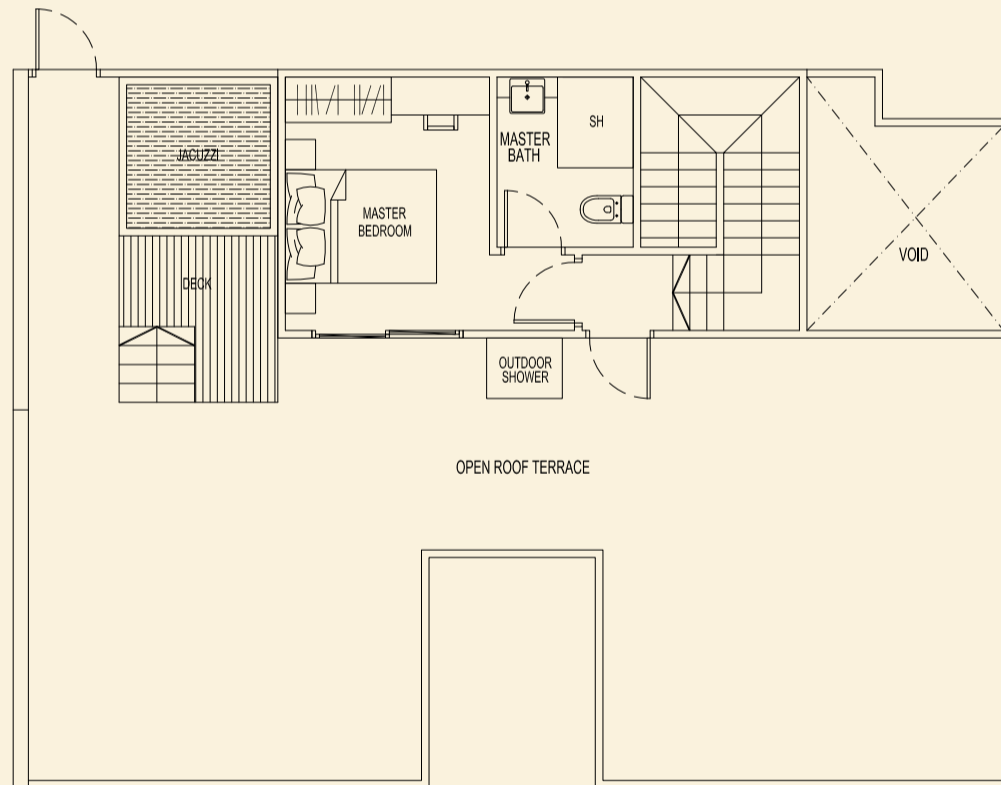 JACUZZI
SH
MASTER
BATH
MASTER
BEDROOM
VOID
DECK
OUTDOOR
SHOWER
OPEN ROOF TERRACE